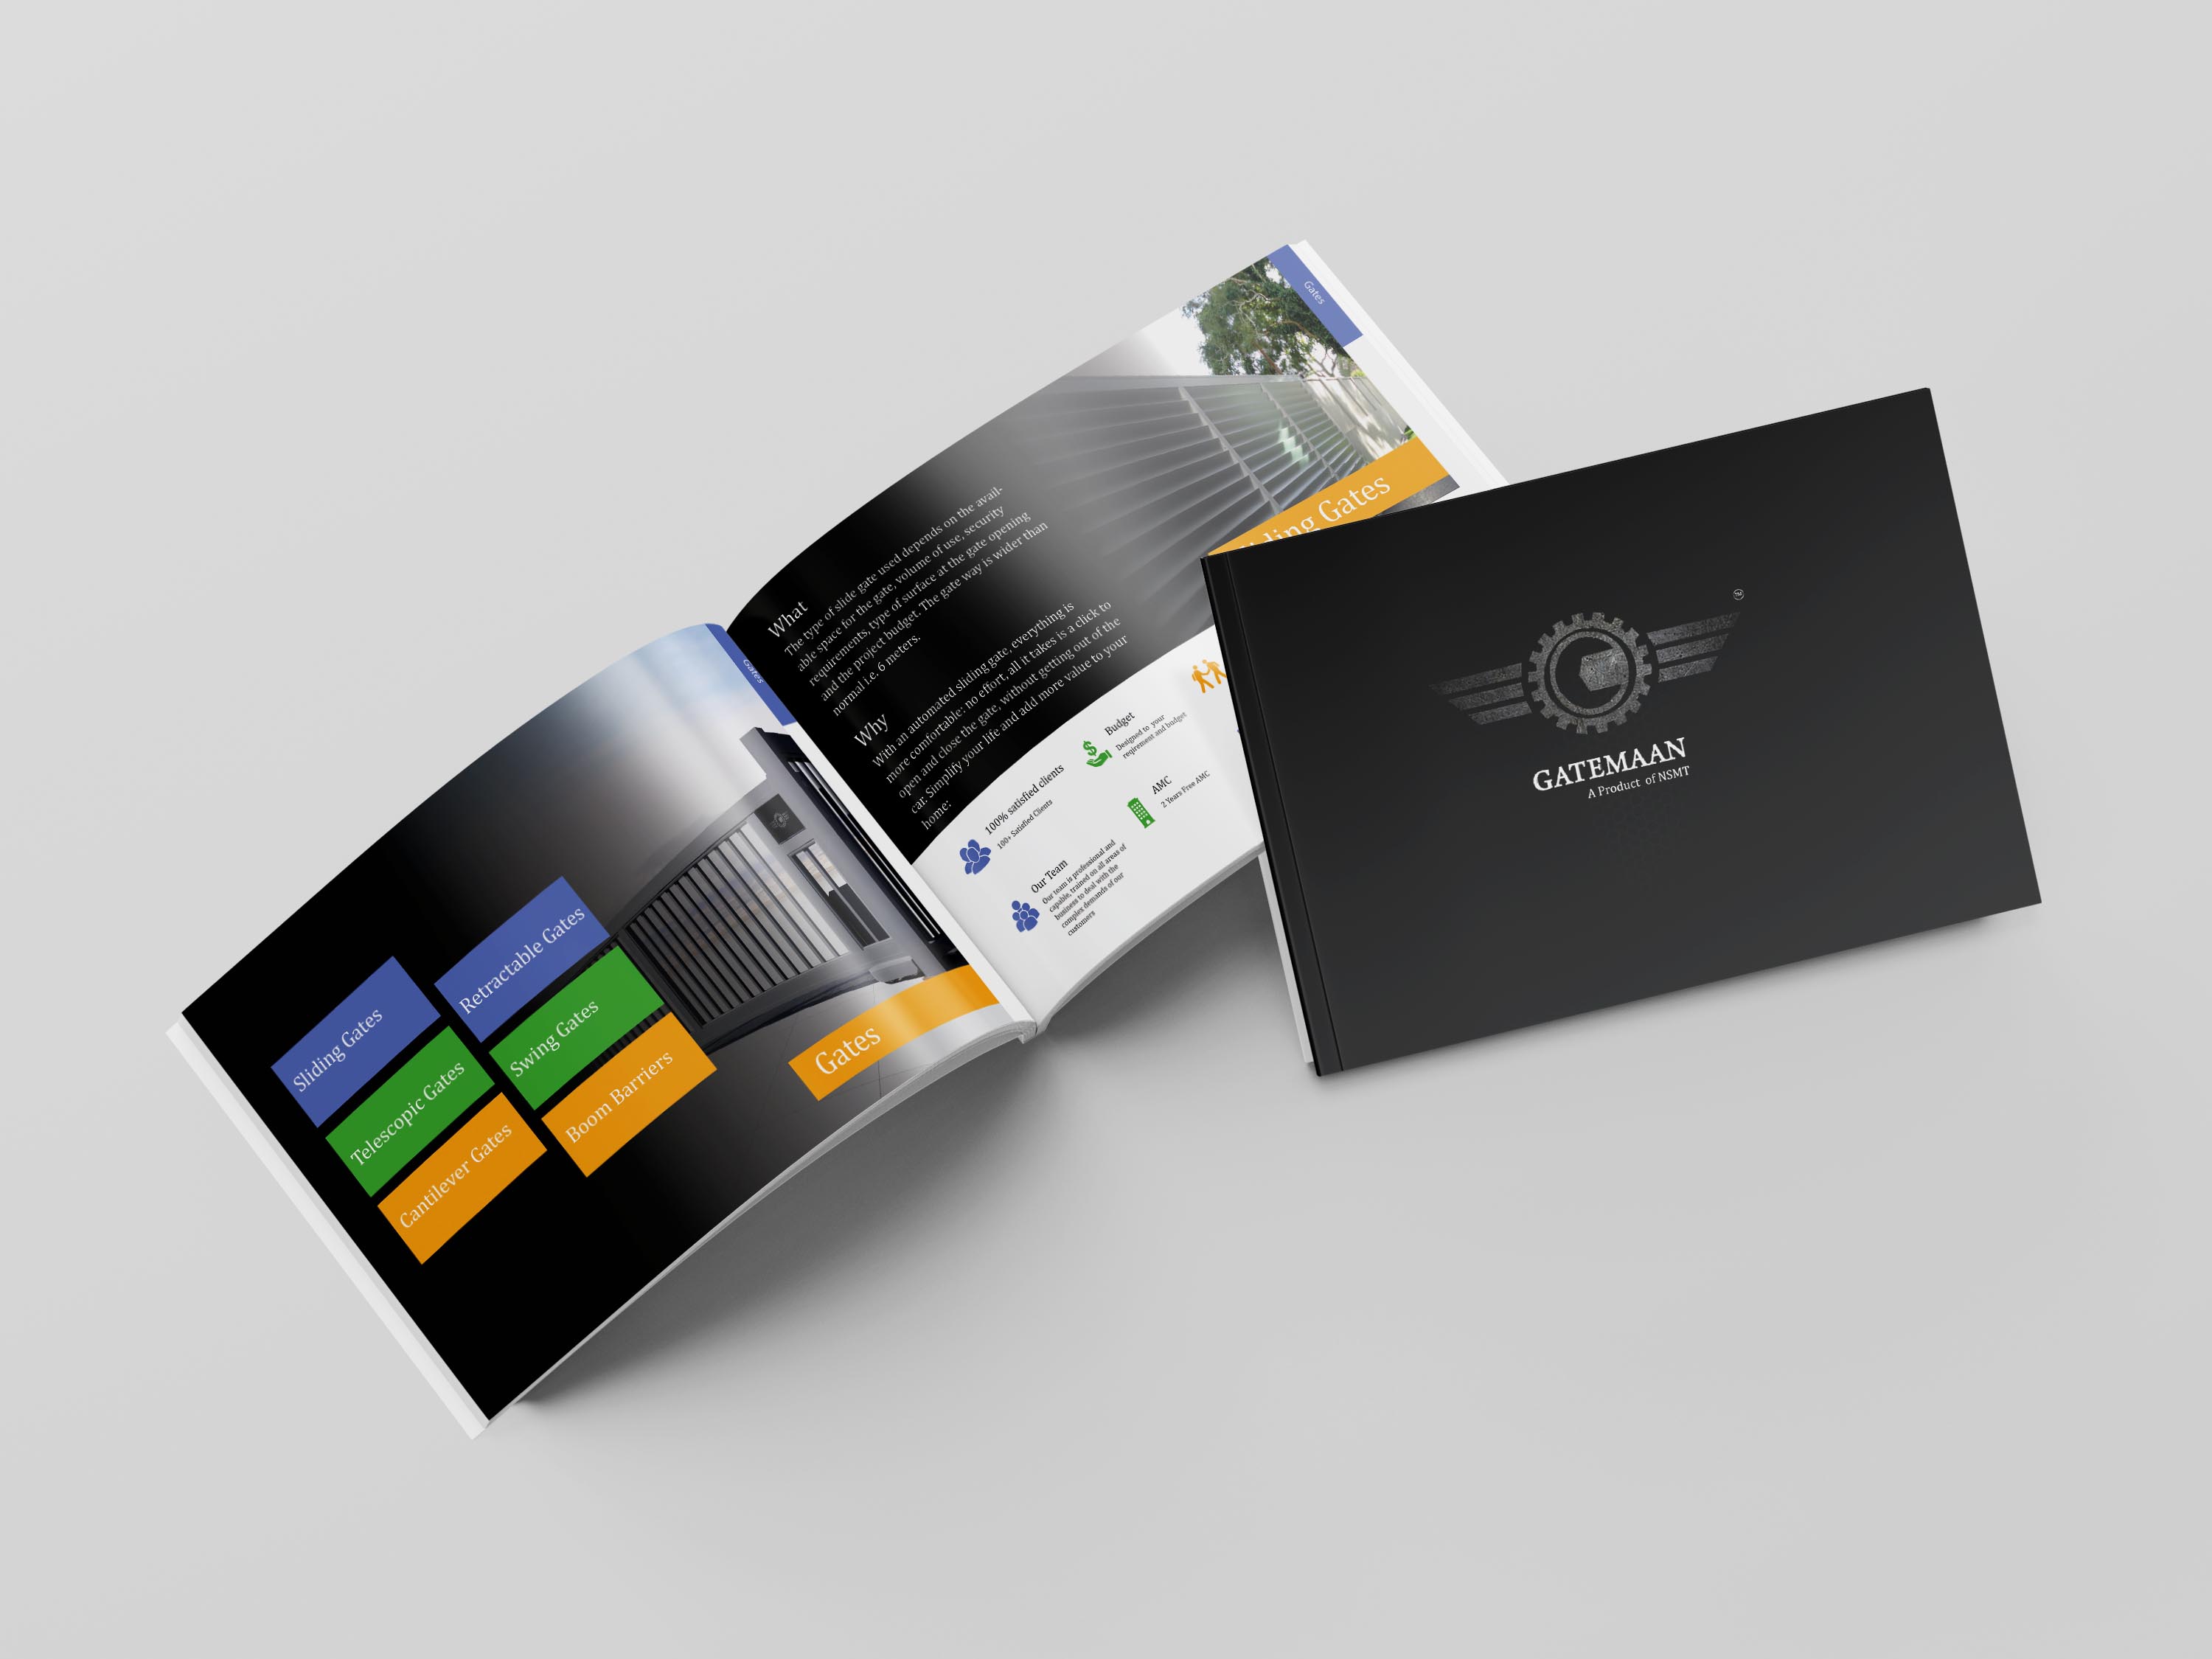 Gates
Sliding Gates
Retractable Gates
Telescopic Gates
Swing Gates
Cantilever Gates
Boom Barriers
Gates
Gates
What
The type of slide gate used depends on the avail-
able space for the gate, volume of use, security
requirements, type of surface at the gate opening
and the project budget. The gate way is wider than
normal i.e. 6 meters.
Why
With an automated sliding gate, everything is
more comfortable: no effort, all it takes is a click to
open and close the gate, without getting out of the
car. Simplify your life and add more value to your
home:
Gates
100% satisfied clients
100+ Satisfied Clients
Budget
Designed to your
reqirement and budget
Our Team
Our team is professional and
capable, trained on all areas of
business to deal with the
complex demands of our
customers
AMC
2 Years Free AMC
TM
GATEMAAN
A Product of NSMT